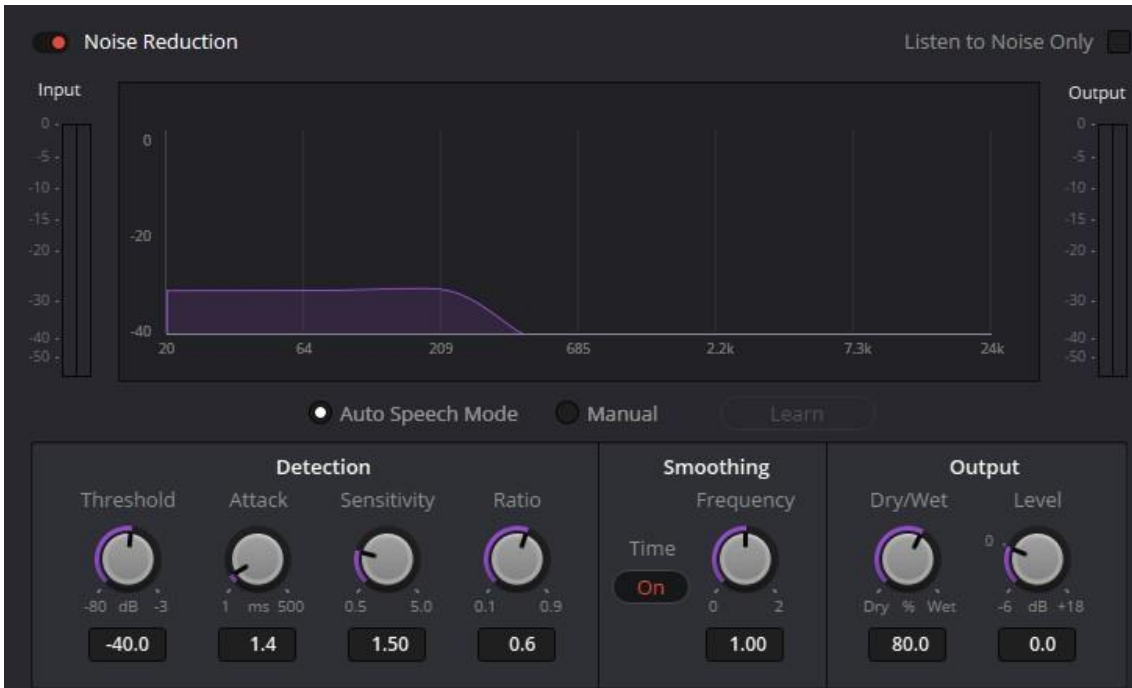 Noise Reduction
Listen to Noise Only
Input
Output
0
-5
-10
-15
-20
-30
-40
-50
0
-20
-40
20 64 209 685 2.2k 7.3k 24k
0
-5
-10
-15
-20
-30
-40
-50
Auto Speech Mode Manual Learn
Detection
Threshold Attack Sensitivity Ratio
-80 dB -3 1 ms 500 0.5 5.0 0.1 0.9
-40.0 1.4 1.50 0.6
Smoothing
Frequency
Time
On
0 2
1.00
Output
Dry/Wet Level
0
Dry % Wet -6 dB +18
80.0 0.0